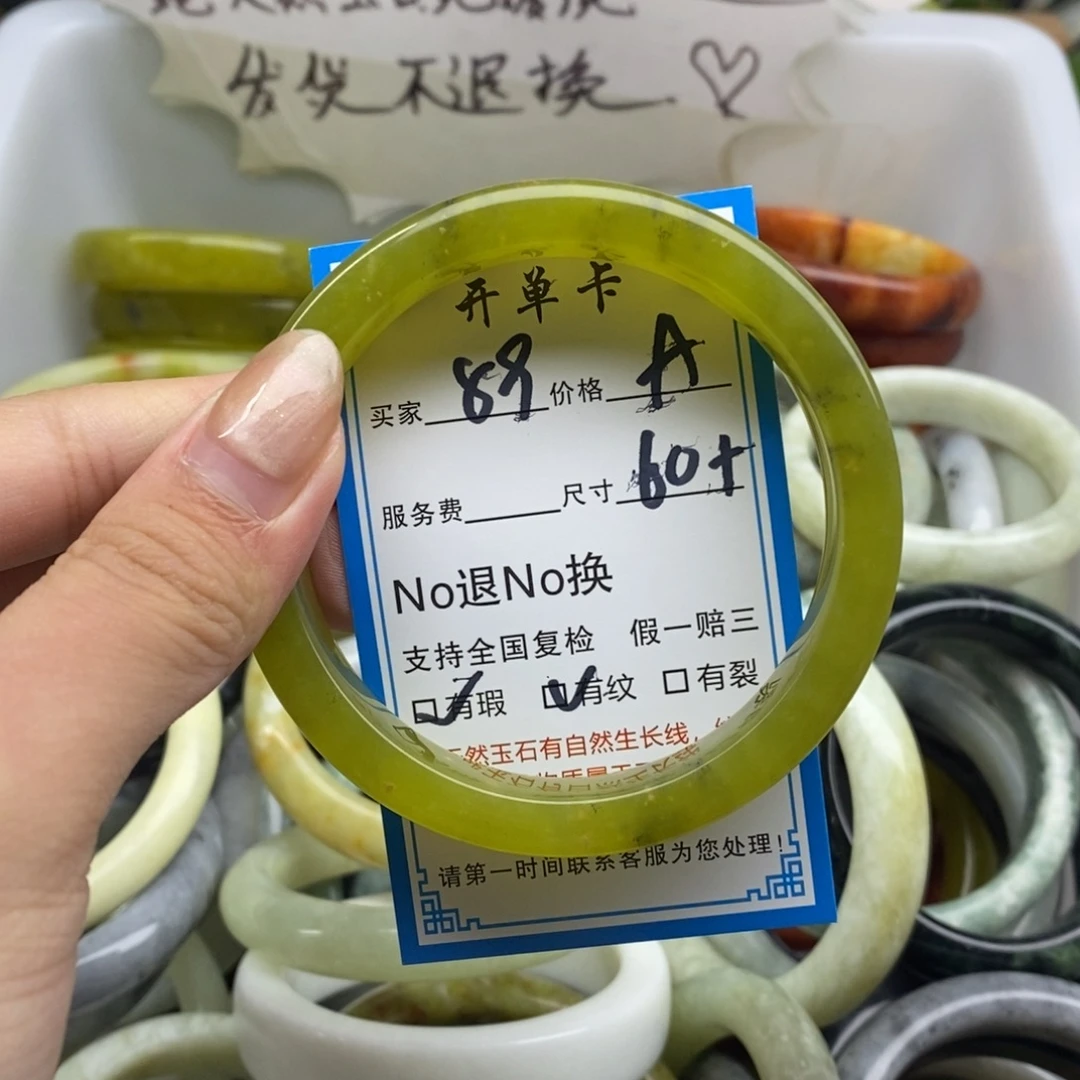 发货不退换
开单卡
买家 89 价格 A
服务费 尺寸 60+
No退No换
支持全国复检 假一赔三
有瑕 有纹 有裂
天然玉石有自然生长线,
请第一时间联系客服为您处理!